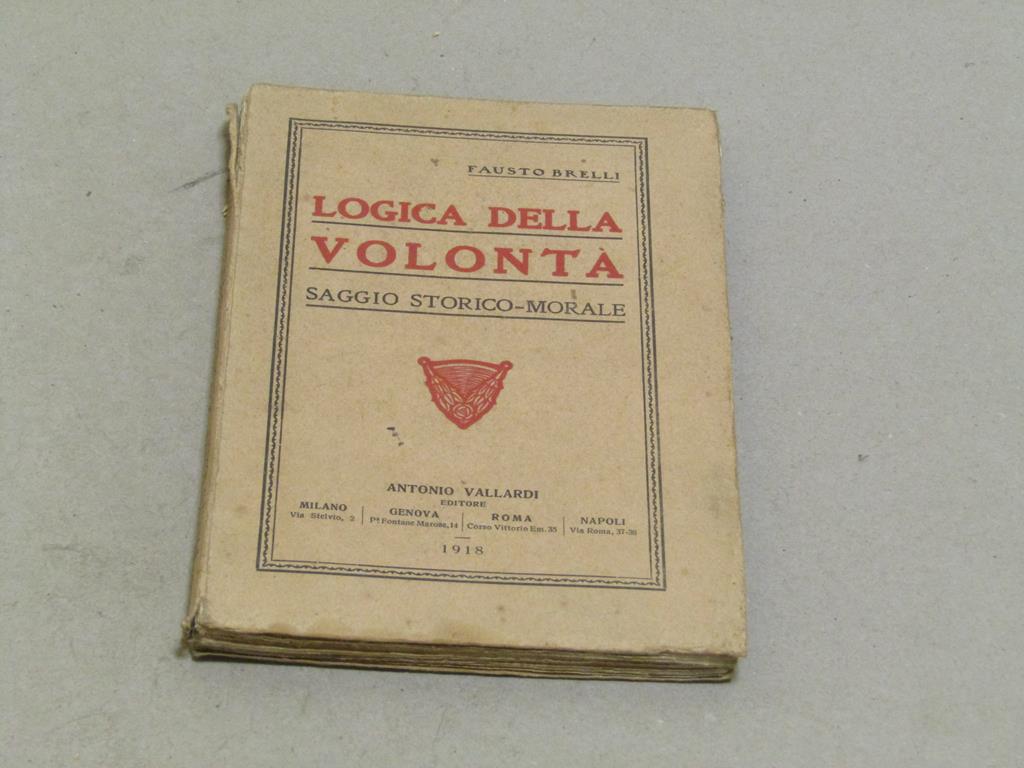 FAUSTO BRELLI
LOGICA DELLA
VOLONTÀ
SAGGIO STORICO-MORALE
ANTONIO VALLARDI
EDITORE
MILANO
Via Stelvio, 2
GENOVA
Pª Fontane Marose, 14
ROMA
Corso Vittorio Em. 35
NAPOLI
Via Roma, 37-38
1918